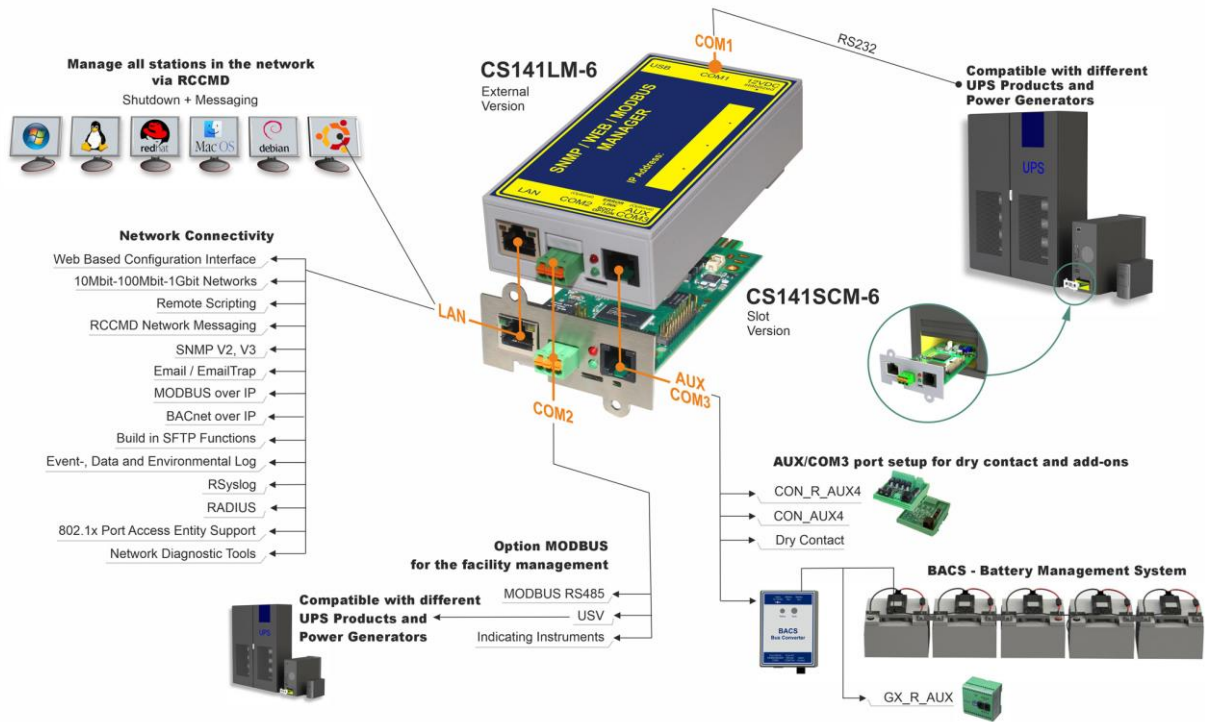 COM1
RS232
Manage all stations in the network
via RCCMD
Shutdown + Messaging
redhat
Mac OS
debian
CS141LM-6
External
Version
USB
COM1
12VDC
SNMP / WEB / MODBUS
MANAGER
IP Address:
LAN
COM2
ERROR
LINK
BOOT
OPTION
AUX
COM3
Compatible with different
UPS Products and
Power Generators
UPS
CS141SCM-6
Slot
Version
Network Connectivity
Web Based Configuration Interface
10Mbit-100Mbit-1Gbit Networks
Remote Scripting
RCCMD Network Messaging
SNMP V2, V3
Email / EmailTrap
MODBUS over IP
BACnet over IP
Build in SFTP Functions
Event-, Data and Environmental Log
RSyslog
RADIUS
802.1x Port Access Entity Support
Network Diagnostic Tools
LAN
COM2
AUX
COM3
AUX/COM3 port setup for dry contact and add-ons
CON_R_AUX4
CON_AUX4
Dry Contact
Option MODBUS
for the facility management
MODBUS RS485
USV
Indicating Instruments
Compatible with different
UPS Products and
Power Generators
UPS
BACS - Battery Management System
BACS
Bus Converter
GX_R_AUX